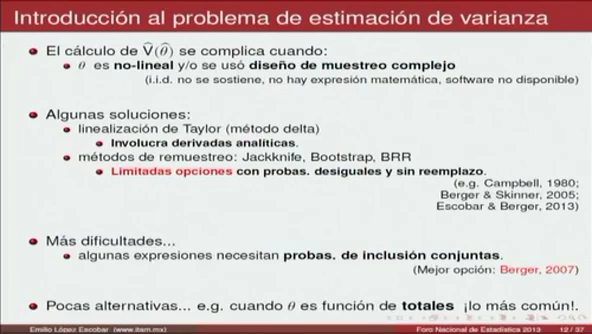 Introducción al problema de estimación de varianza
El cálculo de V̂(θ̂) se complica cuando:
θ es no-lineal y/o se usó diseño de muestreo complejo
(i.i.d. no se sostiene, no hay expresión matemática, software no disponible)
Algunas soluciones:
linealización de Taylor (método delta)
Involucra derivadas analíticas.
métodos de remuestreo: Jackknife, Bootstrap, BRR
Limitadas opciones con probas. desiguales y sin reemplazo.
(e.g. Campbell, 1980;
Berger & Skinner, 2005;
Escobar & Berger, 2013)
Más dificultades...
algunas expresiones necesitan probas. de inclusión conjuntas.
(Mejor opción: Berger, 2007)
Pocas alternativas... e.g. cuando θ es función de totales ¡lo más común!.
Emilio López Escobar (www.itam.mx)
Foro Nacional de Estadística 2013
12 / 37